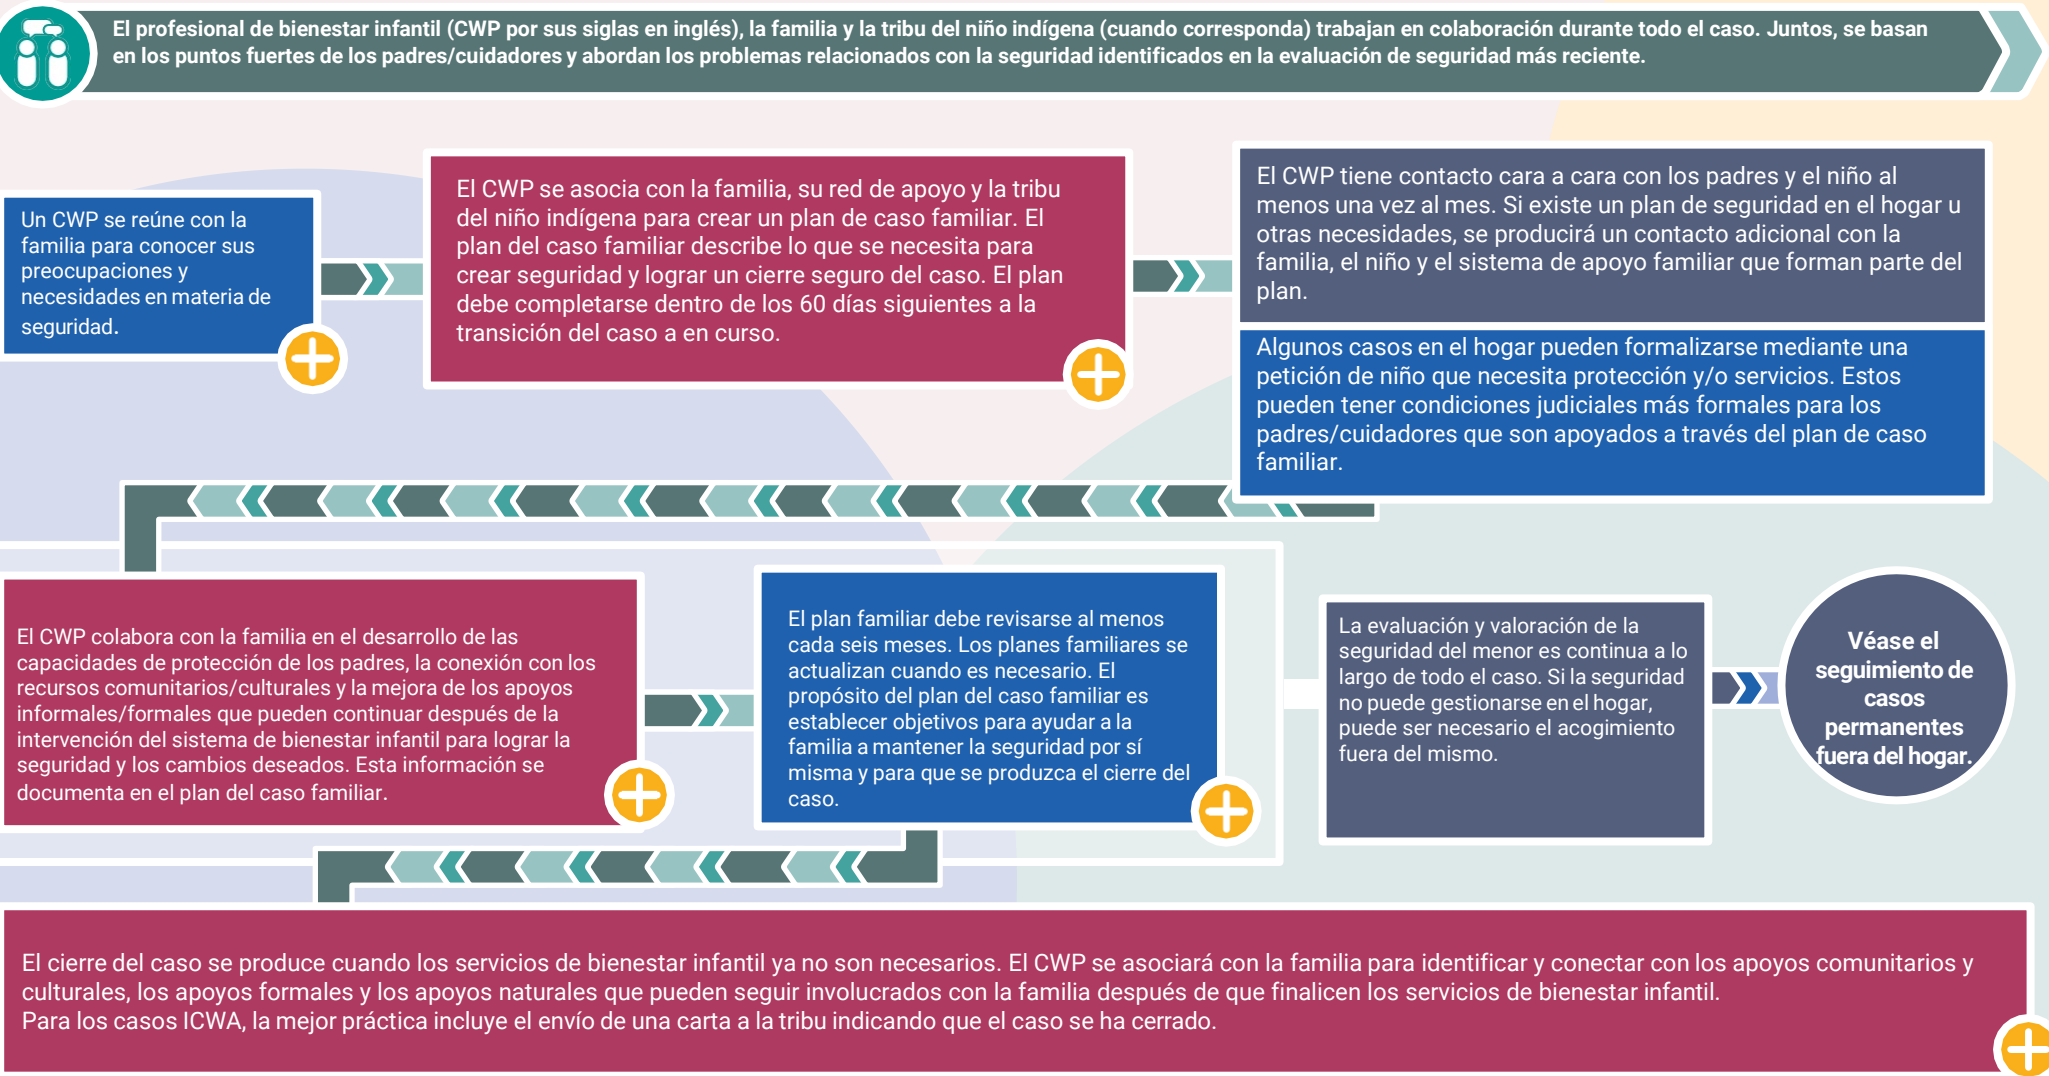 El profesional de bienestar infantil (CWP por sus siglas en inglés), la familia y la tribu del niño indígena (cuando corresponda) trabajan en colaboración durante todo el caso. Juntos, se basan
en los puntos fuertes de los padres/cuidadores y abordan los problemas relacionados con la seguridad identificados en la evaluación de seguridad más reciente.
Un CWP se reúne con la
familia para conocer sus
preocupaciones y
necesidades en materia de
seguridad.
El CWP se asocia con la familia, su red de apoyo y la tribu
del niño indígena para crear un plan de caso familiar. El
plan del caso familiar describe lo que se necesita para
crear seguridad y lograr un cierre seguro del caso. El plan
debe completarse dentro de los 60 días siguientes a la
transición del caso a en curso.
El CWP tiene contacto cara a cara con los padres y el niño al
menos una vez al mes. Si existe un plan de seguridad en el hogar u
otras necesidades, se producirá un contacto adicional con la
familia, el niño y el sistema de apoyo familiar que forman parte del
plan.
Algunos casos en el hogar pueden formalizarse mediante una
petición de niño que necesita protección y/o servicios. Estos
pueden tener condiciones judiciales más formales para los
padres/cuidadores que son apoyados a través del plan de caso
familiar.
El CWP colabora con la familia en el desarrollo de las
capacidades de protección de los padres, la conexión con los
recursos comunitarios/culturales y la mejora de los apoyos
informales/formales que pueden continuar después de la
intervención del sistema de bienestar infantil para lograr la
seguridad y los cambios deseados. Esta información se
documenta en el plan del caso familiar.
El plan familiar debe revisarse al menos
cada seis meses. Los planes familiares se
actualizan cuando es necesario. El
propósito del plan del caso familiar es
establecer objetivos para ayudar a la
familia a mantener la seguridad por sí
misma y para que se produzca el cierre del
caso.
La evaluación y valoración de la
seguridad del menor es continua a lo
largo de todo el caso. Si la seguridad
no puede gestionarse en el hogar,
puede ser necesario el acogimiento
fuera del mismo.
Véase el
seguimiento de
casos
permanentes
fuera del hogar.
El cierre del caso se produce cuando los servicios de bienestar infantil ya no son necesarios. El CWP se asociará con la familia para identificar y conectar con los apoyos comunitarios y
culturales, los apoyos formales y los apoyos naturales que pueden seguir involucrados con la familia después de que finalicen los servicios de bienestar infantil.
Para los casos ICWA, la mejor práctica incluye el envío de una carta a la tribu indicando que el caso se ha cerrado.